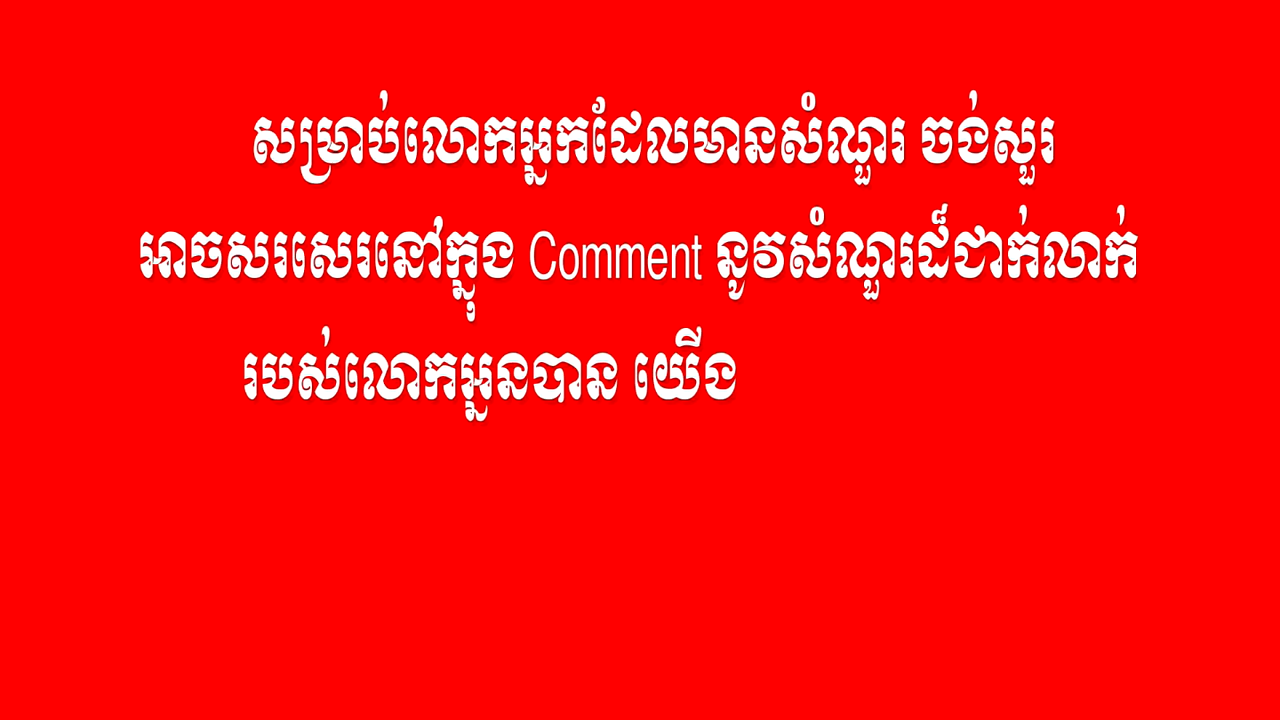 សម្រាប់លោកអ្នកដែលមានសំណួរ ចង់សួរ
អាចសរសេរនៅក្នុង Comment នូវសំណួរដ៏ជាក់លាក់
របស់លោកអ្ននបាន យើង